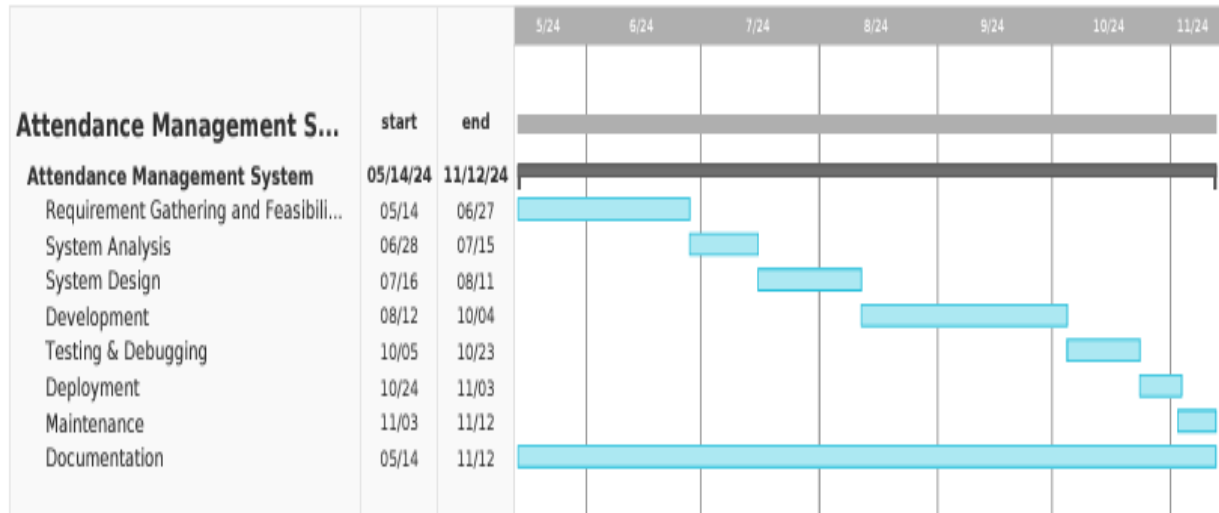 5/24 6/24 7/24 8/24 9/24 10/24 11/24
Attendance Management S... start end
Attendance Management System 05/14/24 11/12/24
Requirement Gathering and Feasibili... 05/14 06/27
System Analysis 06/28 07/15
System Design 07/16 08/11
Development 08/12 10/04
Testing & Debugging 10/05 10/23
Deployment 10/24 11/03
Maintenance 11/03 11/12
Documentation 05/14 11/12